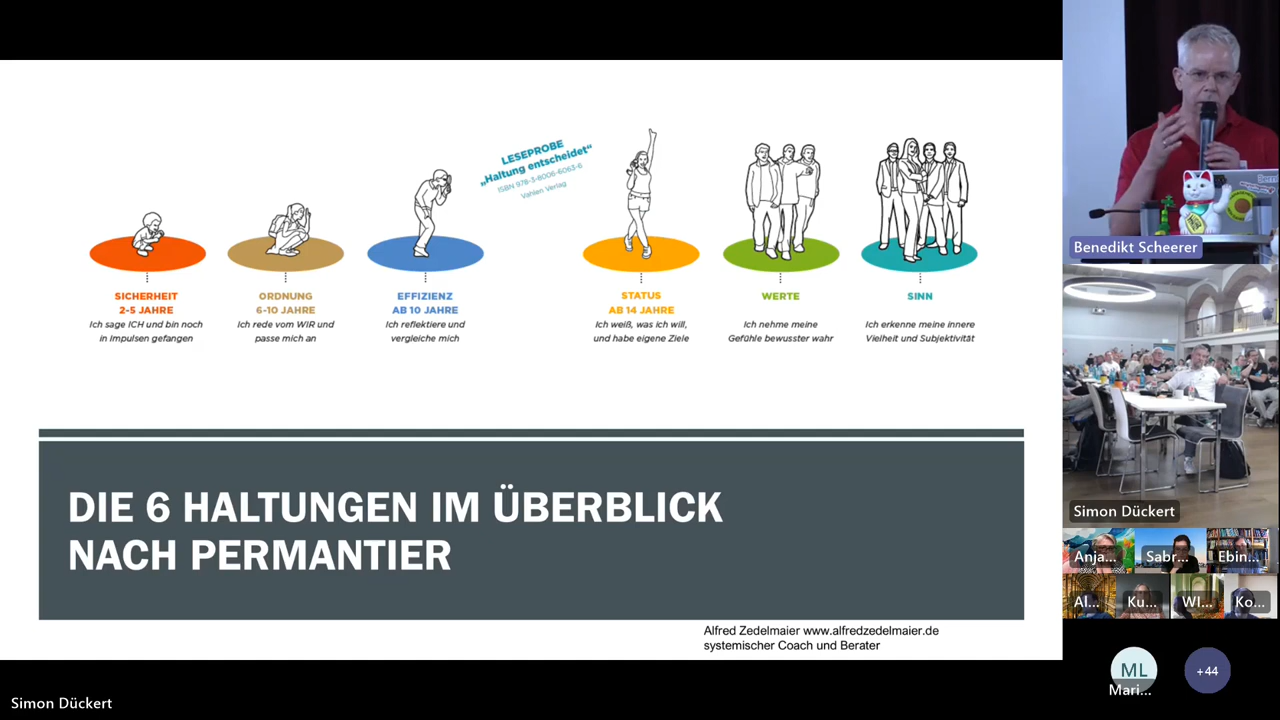 LESEPROBE
„Haltung entscheidet“
ISBN 978-3-8006-6063-6
Vahlen Verlag
SICHERHEIT
2-5 JAHRE
Ich sage ICH und bin noch
in Impulsen gefangen
ORDNUNG
6-10 JAHRE
Ich rede vom WIR und
passe mich an
EFFIZIENZ
AB 10 JAHRE
Ich reflektiere und
vergleiche mich
STATUS
AB 14 JAHRE
Ich weiß, was ich will,
und habe eigene Ziele
WERTE
Ich nehme meine
Gefühle bewusster wahr
SINN
Ich erkenne meine innere
Vielheit und Subjektivität
DIE 6 HALTUNGEN IM ÜBERBLICK
NACH PERMANTIER
Alfred Zedelmaier www.alfredzedelmaier.de
systemischer Coach und Berater
Simon Dückert
Benedikt Scheerer
Simon Dückert
Anja...
Sabr...
Ebin...
Al...
Ku...
WI...
Ko...
ML
Mari...
+44